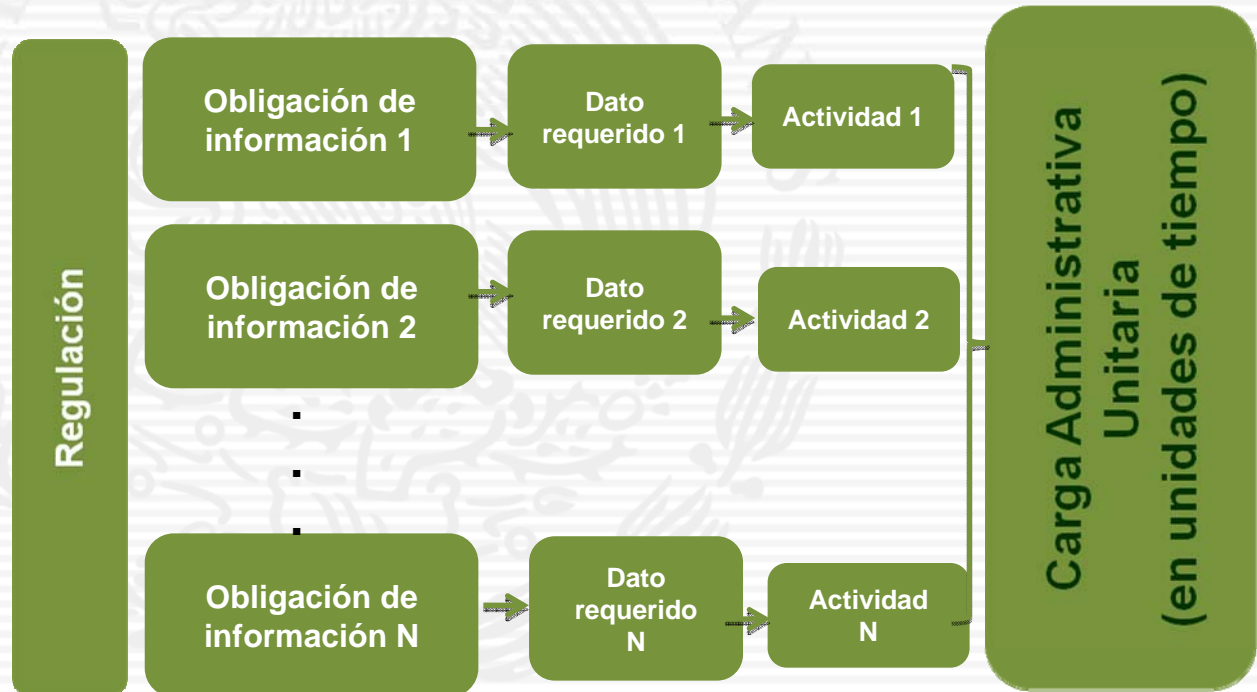 Regulación
Obligación de
información 1
Dato
requerido 1
Actividad 1
Obligación de
información 2
Dato
requerido 2
Actividad 2
.
.
.
Obligación de
información N
Dato
requerido
N
Actividad
N
Carga Administrativa
Unitaria
(en unidades de tiempo)